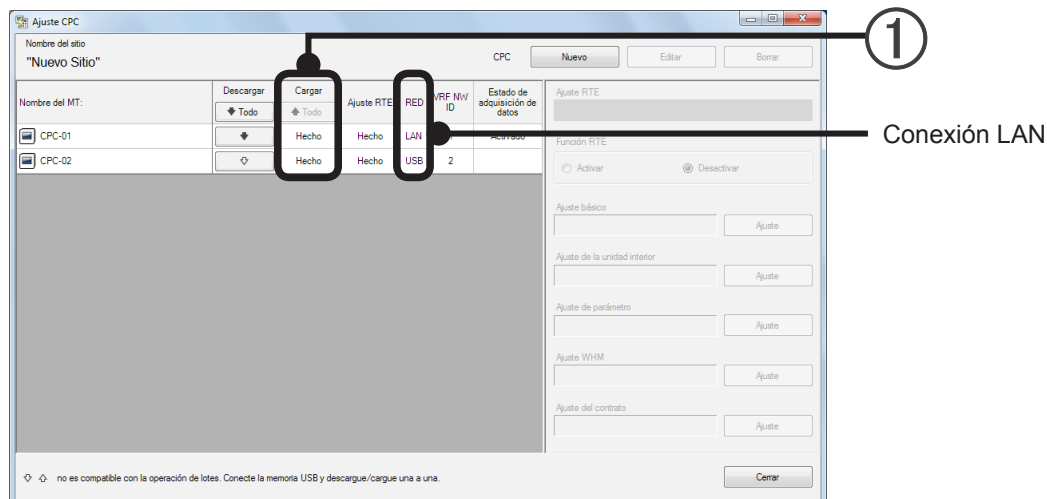 Ajuste CPC
Nombre del sitio
"Nuevo Sitio"
CPC Nuevo Editar Borrar
1
Nombre del MT: Descargar Todo Cargar Todo Ajuste RTE RED VRF NW ID Estado de adquisición de datos
CPC-01 Hecho Hecho LAN Activado
CPC-02 Hecho Hecho USB 2
Conexión LAN
Ajuste RTE
Función RTE
Activar Desactivar
Ajuste básico
Ajuste
Ajuste de la unidad interior
Ajuste
Ajuste de parámetro
Ajuste
Ajuste WHM
Ajuste
Ajuste del contrato
Ajuste
no es compatible con la operación de lotes. Conecte la memoria USB y descargue/cargue una a una.
Cerrar